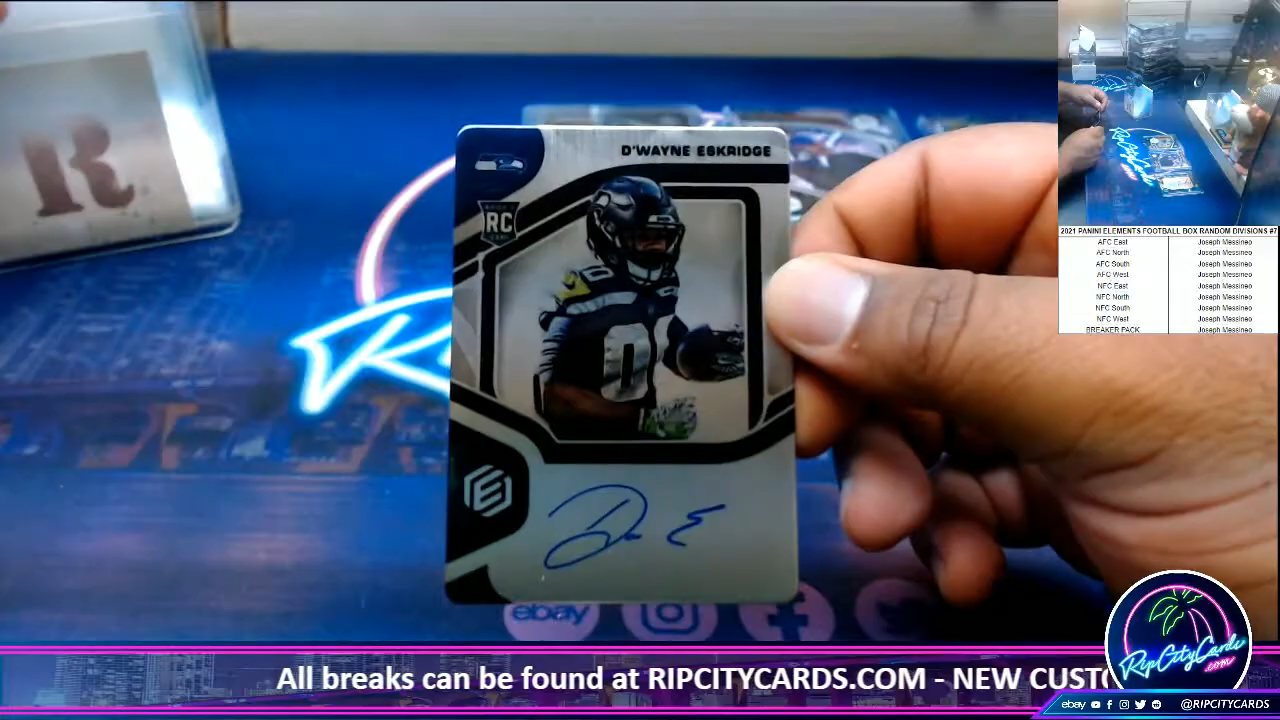 R
D'WAYNE ESKRIDGE
RC
0
ebay
2021 PANINI ELEMENTS FOOTBALL BOX RANDOM DIVISIONS #7
AFC East Joseph Messineo
AFC North Joseph Messineo
AFC South Joseph Messineo
AFC West Joseph Messineo
NFC East Joseph Messineo
NFC North Joseph Messineo
NFC South Joseph Messineo
NFC West Joseph Messineo
BREAKER PACK Joseph Messineo
All breaks can be found at RIPCITYCARDS.COM - NEW CUSTO
RipCityCards
.com
ebay @RIPCITYCARDS